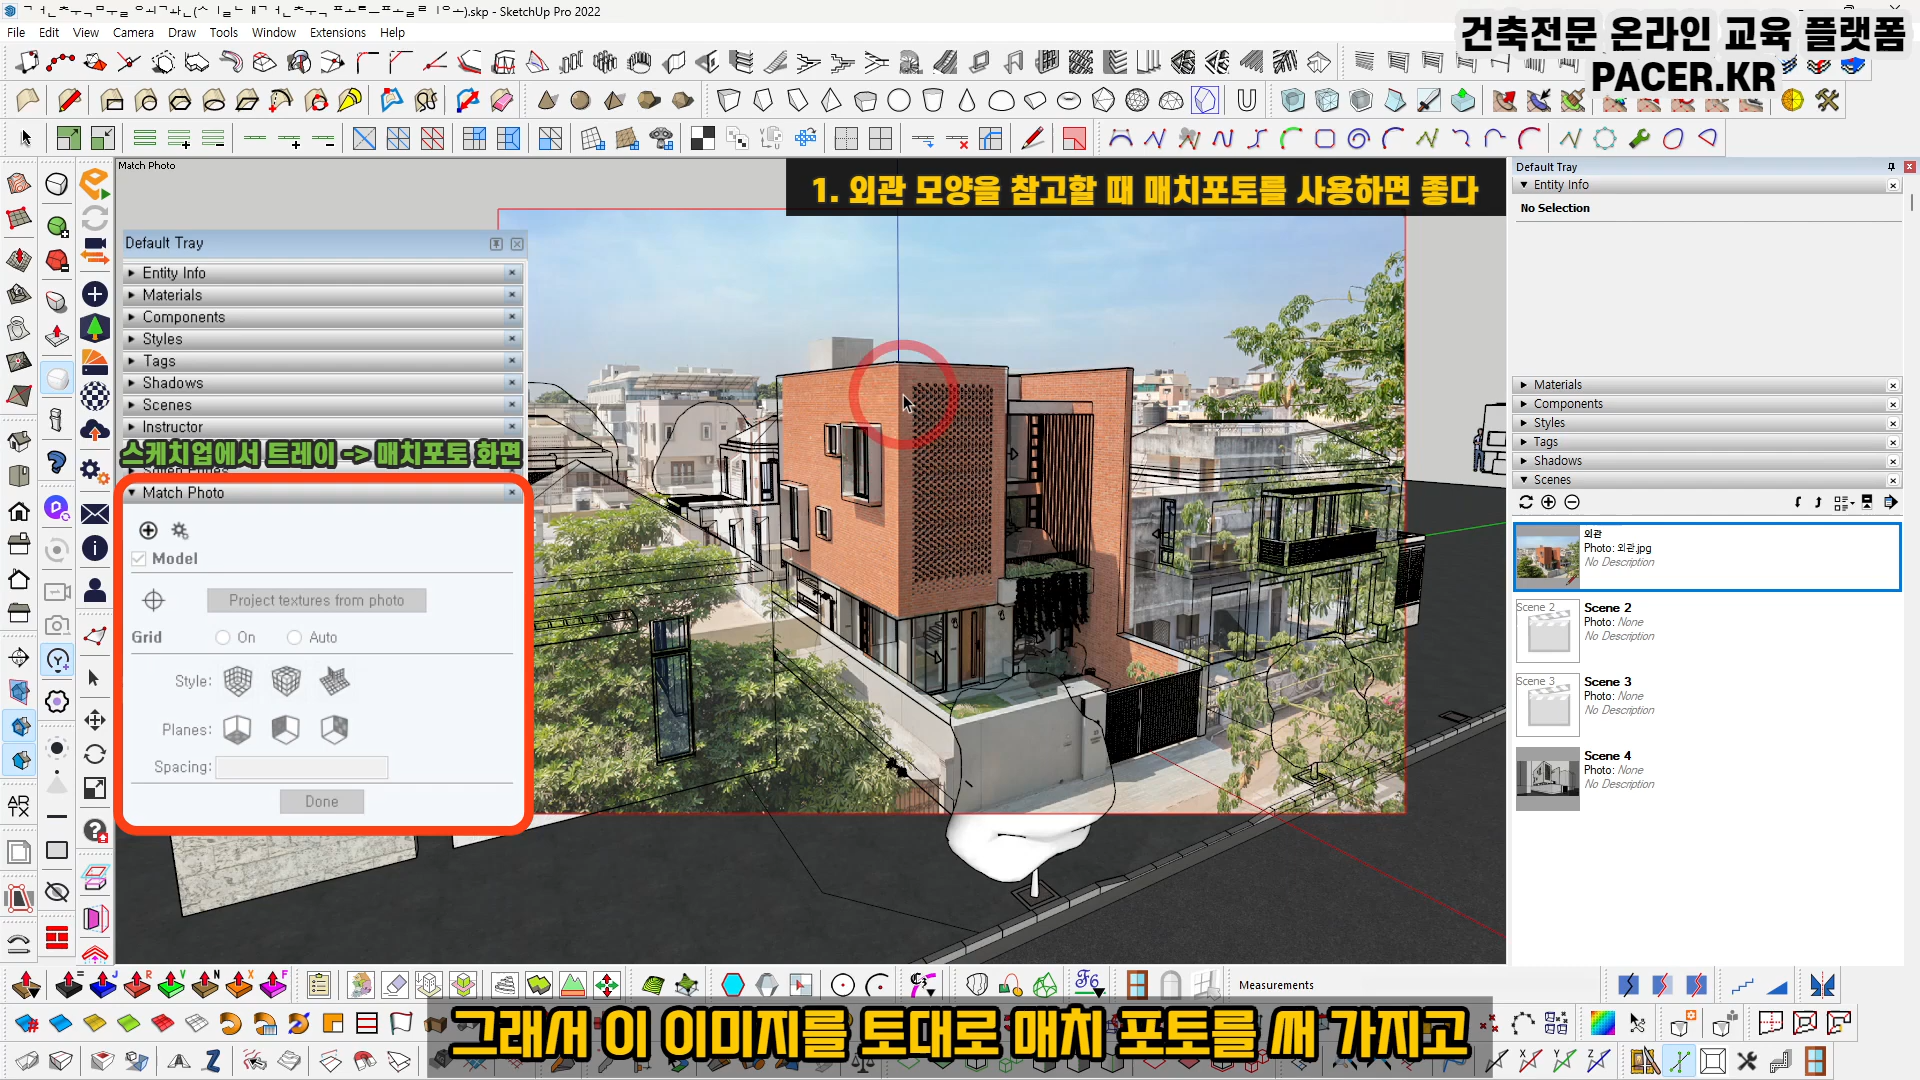 .skp - SketchUp Pro 2022
File Edit View Camera Draw Tools Window Extensions Help
건축전문 온라인 교육 플랫폼
PACER.KR
Match Photo
1. 외관 모양을 참고할 때 매치포토를 사용하면 좋다
Default Tray
Entity Info
Materials
Components
Styles
Tags
Shadows
Scenes
Instructor
스케치업에서 트레이 -> 매치포토 화면
Match Photo
Model
Project textures from photo
Grid On Auto
Style:
Planes:
Spacing:
Done
Default Tray
Entity Info
No Selection
Materials
Components
Styles
Tags
Shadows
Scenes
외관
Photo: 외관.jpg
No Description
Scene 2
Scene 2
Photo: None
No Description
Scene 3
Scene 3
Photo: None
No Description
Scene 4
Photo: None
No Description
AR
TX
Measurements
그래서 이 이미지를 토대로 매치 포토를 써 가지고